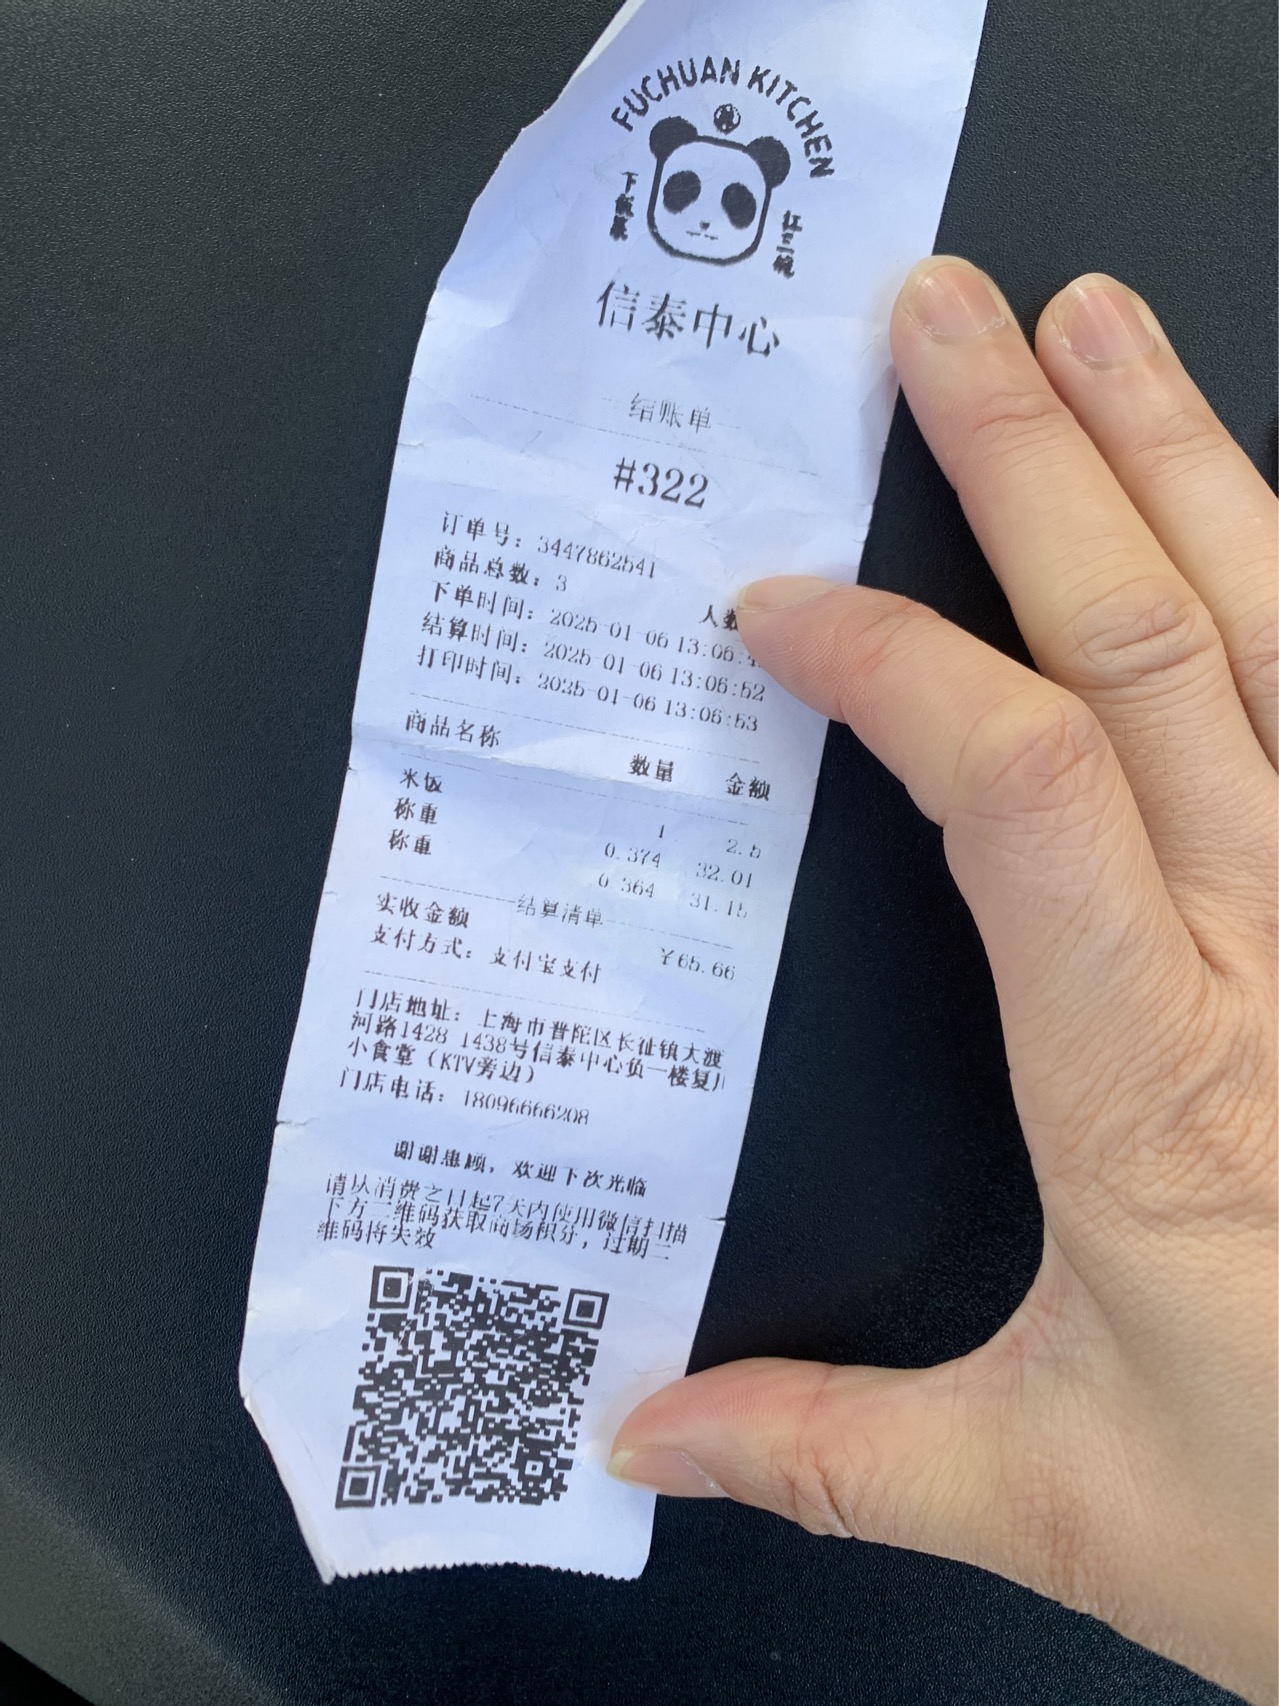 FUCHUAN KITCHEN
下饭菜
扛三碗
信泰中心
结账单
#322
订单号：3447862541
商品总数：3 人数
下单时间：2025-01-06 13:06:4
结算时间：2025-01-06 13:06:52
打印时间：2025-01-06 13:06:53
商品名称 数量 金额
米饭 1 2.5
称重 0.374 32.01
称重 0.364 31.15
结算清单
实收金额 ￥65.66
支付方式：支付宝支付
门店地址：上海市普陀区长征镇大渡
河路1428 1438号信泰中心负一楼复川
小食堂（KTV旁边）
门店电话：18096666208
谢谢惠顾，欢迎下次光临
请从消费之日起7天内使用微信扫描
下方二维码获取商场积分，过期二
维码将失效